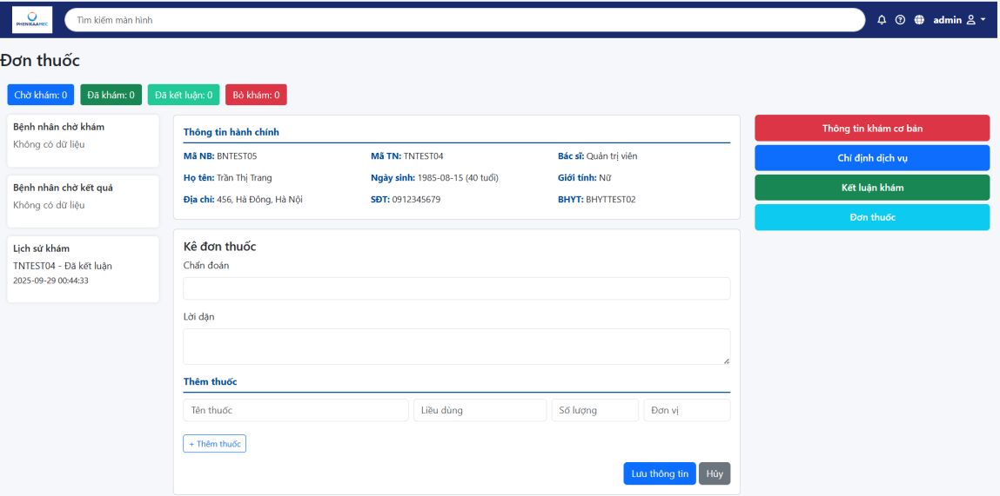 PHENIKAAMEC
Tìm kiếm màn hình
admin
Đơn thuốc
Chờ khám: 0
Đã khám: 0
Đã kết luận: 0
Bỏ khám: 0
Bệnh nhân chờ khám
Không có dữ liệu
Bệnh nhân chờ kết quả
Không có dữ liệu
Lịch sử khám
TNTEST04 - Đã kết luận
2025-09-29 00:44:33
Thông tin hành chính
Mã NB: BNTEST05
Mã TN: TNTEST04
Bác sĩ: Quản trị viên
Họ tên: Trần Thị Trang
Ngày sinh: 1985-08-15 (40 tuổi)
Giới tính: Nữ
Địa chỉ: 456, Hà Đông, Hà Nội
SĐT: 0912345679
BHYT: BHYTTEST02
Kê đơn thuốc
Chẩn đoán
Lời dặn
Thêm thuốc
Tên thuốc
Liều dùng
Số lượng
Đơn vị
+ Thêm thuốc
Lưu thông tin
Hủy
Thông tin khám cơ bản
Chỉ định dịch vụ
Kết luận khám
Đơn thuốc